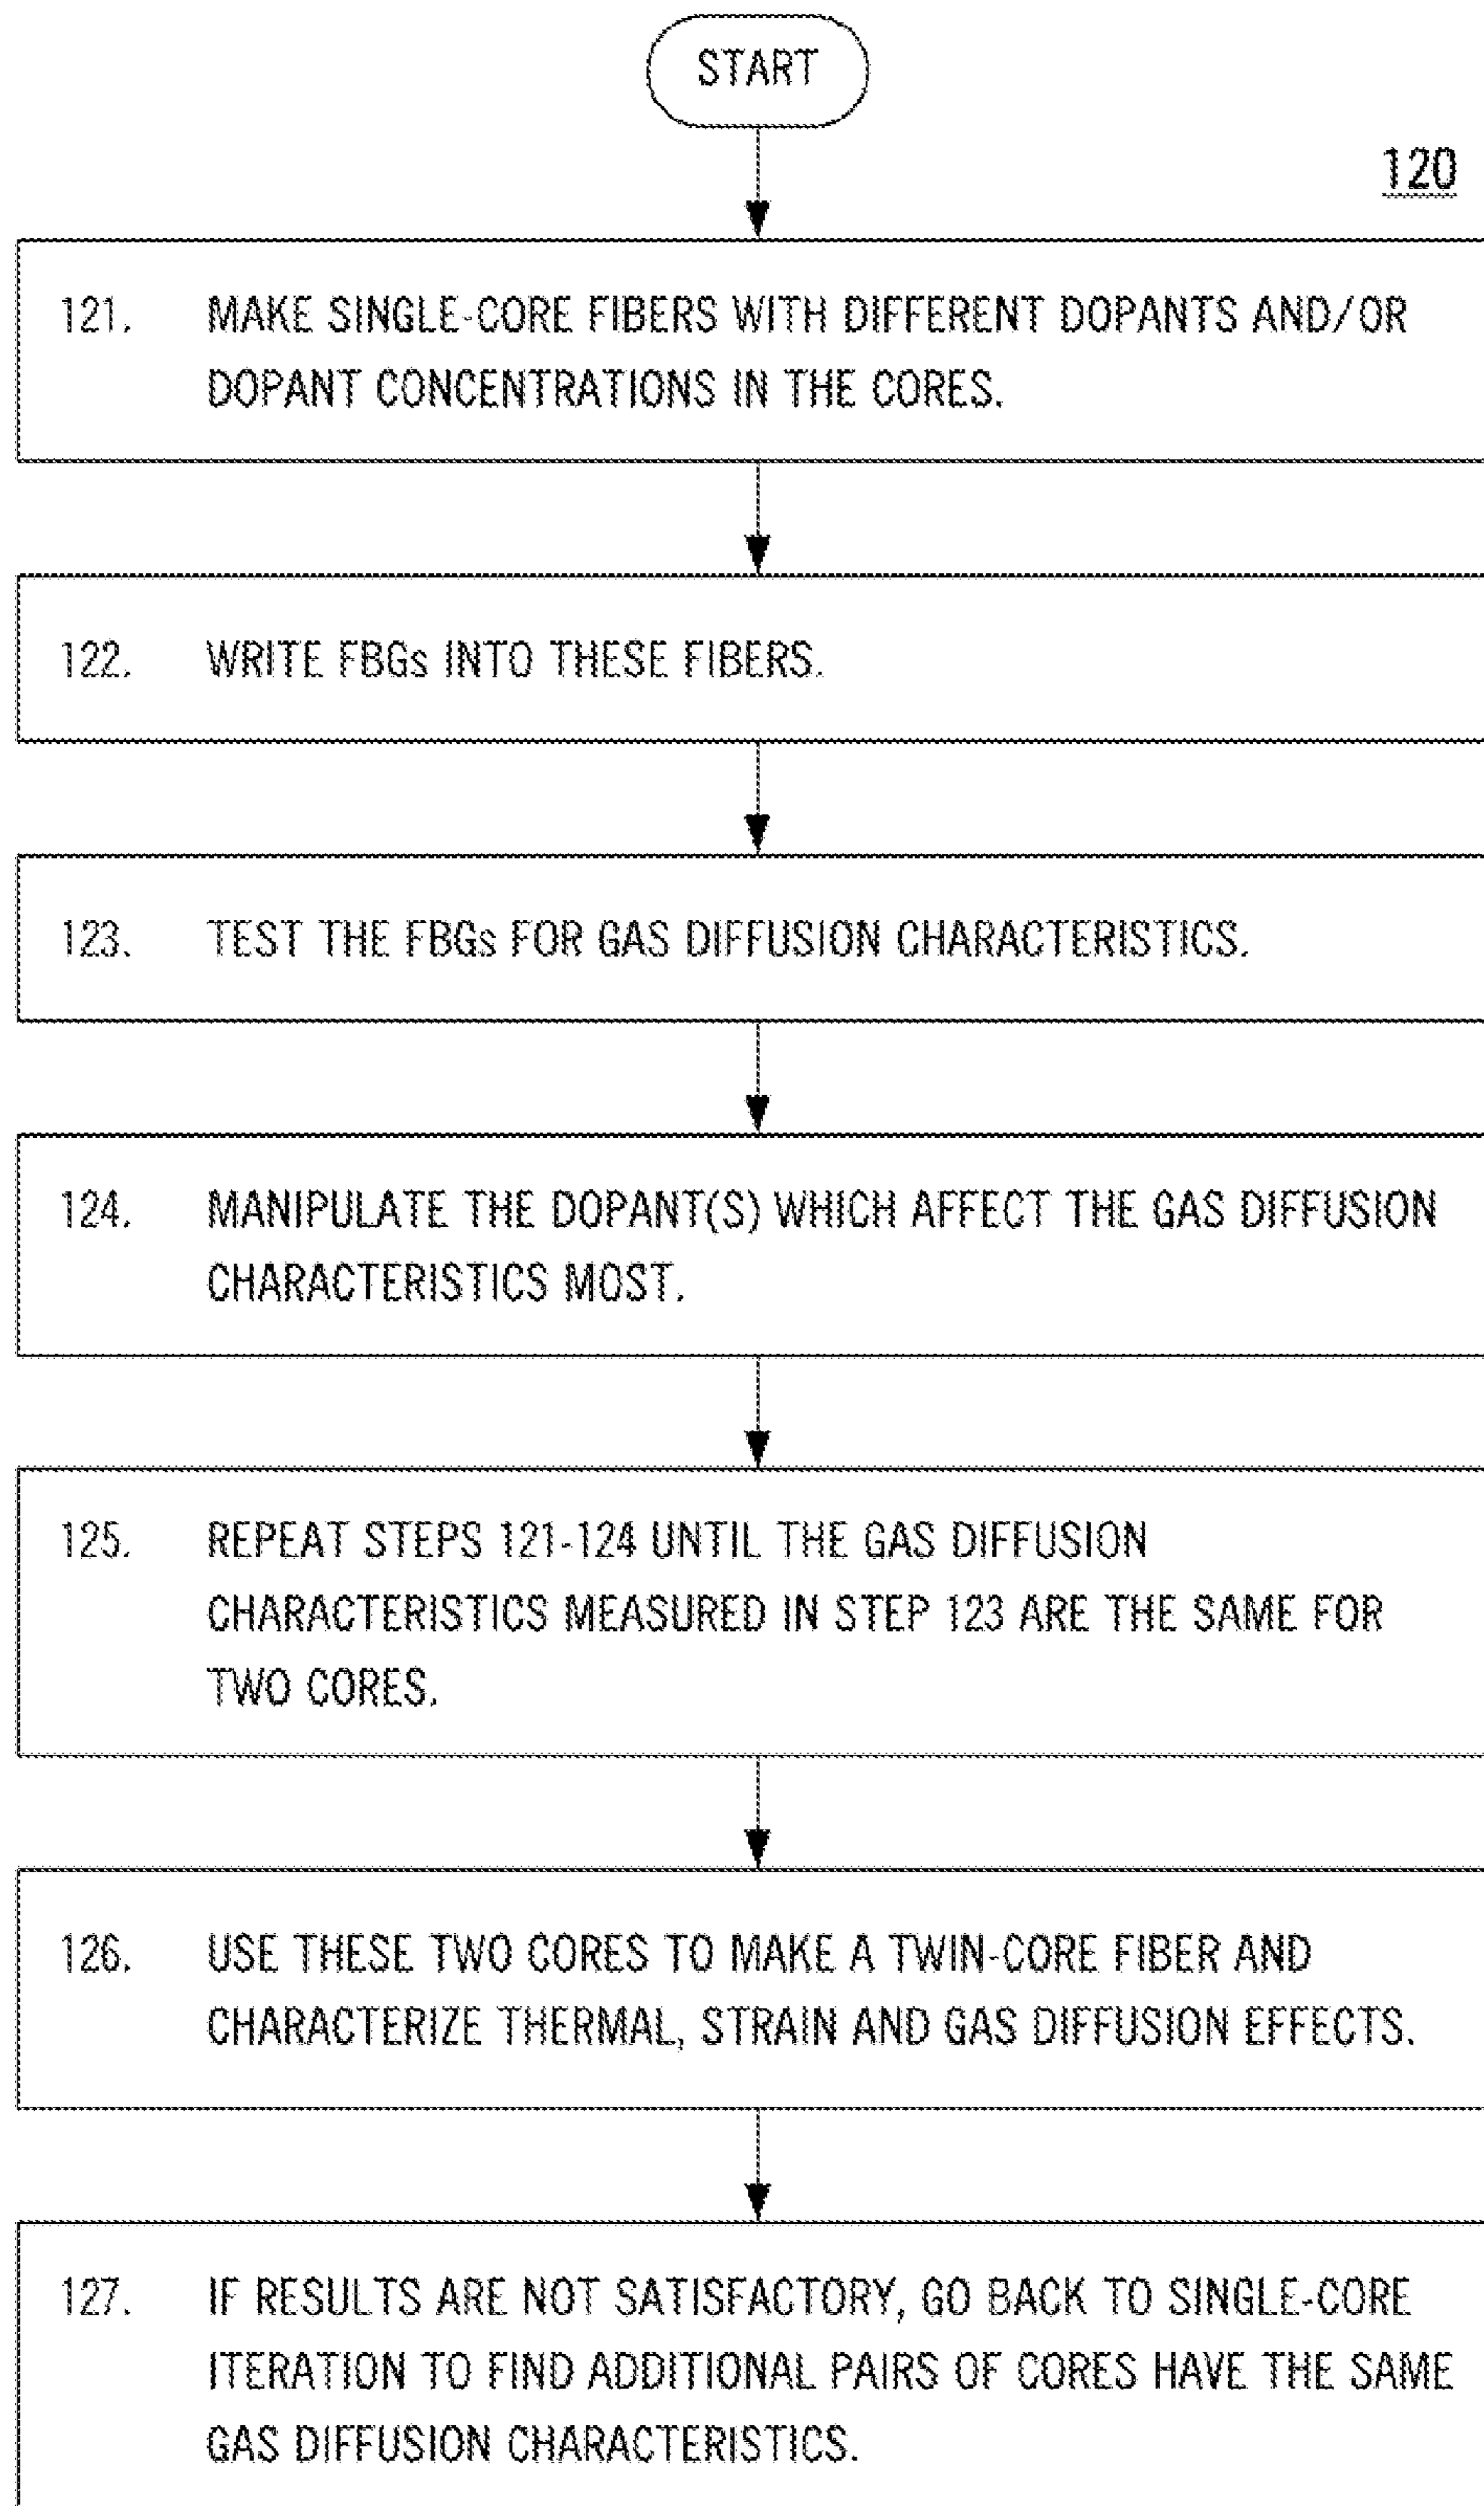 START
120
121. MAKE SINGLE-CORE FIBERS WITH DIFFERENT DOPANTS AND/OR
DOPANT CONCENTRATIONS IN THE CORES.
122. WRITE FBGs INTO THESE FIBERS.
123. TEST THE FBGs FOR GAS DIFFUSION CHARACTERISTICS.
124. MANIPULATE THE DOPANT(S) WHICH AFFECT THE GAS DIFFUSION
CHARACTERISTICS MOST.
125. REPEAT STEPS 121-124 UNTIL THE GAS DIFFUSION
CHARACTERISTICS MEASURED IN STEP 123 ARE THE SAME FOR
TWO CORES.
126. USE THESE TWO CORES TO MAKE A TWIN-CORE FIBER AND
CHARACTERIZE THERMAL, STRAIN AND GAS DIFFUSION EFFECTS.
127. IF RESULTS ARE NOT SATISFACTORY, GO BACK TO SINGLE-CORE
ITERATION TO FIND ADDITIONAL PAIRS OF CORES HAVE THE SAME
GAS DIFFUSION CHARACTERISTICS.